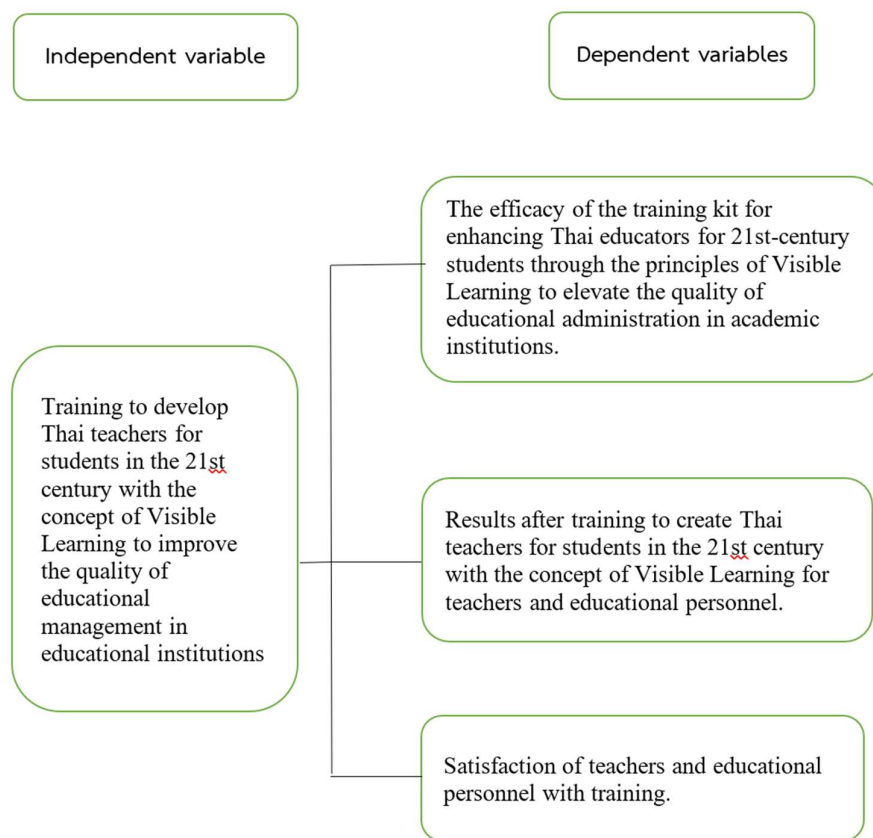 Independent variable
Dependent variables
The efficacy of the training kit for
enhancing Thai educators for 21st-century
students through the principles of Visible
Learning to elevate the quality of
educational administration in academic
institutions.
Training to develop
Thai teachers for
students in the 21st
century with the
concept of Visible
Learning to improve
the quality of
educational
management in
educational institutions
Results after training to create Thai
teachers for students in the 21st century
with the concept of Visible Learning for
teachers and educational personnel.
Satisfaction of teachers and educational
personnel with training.